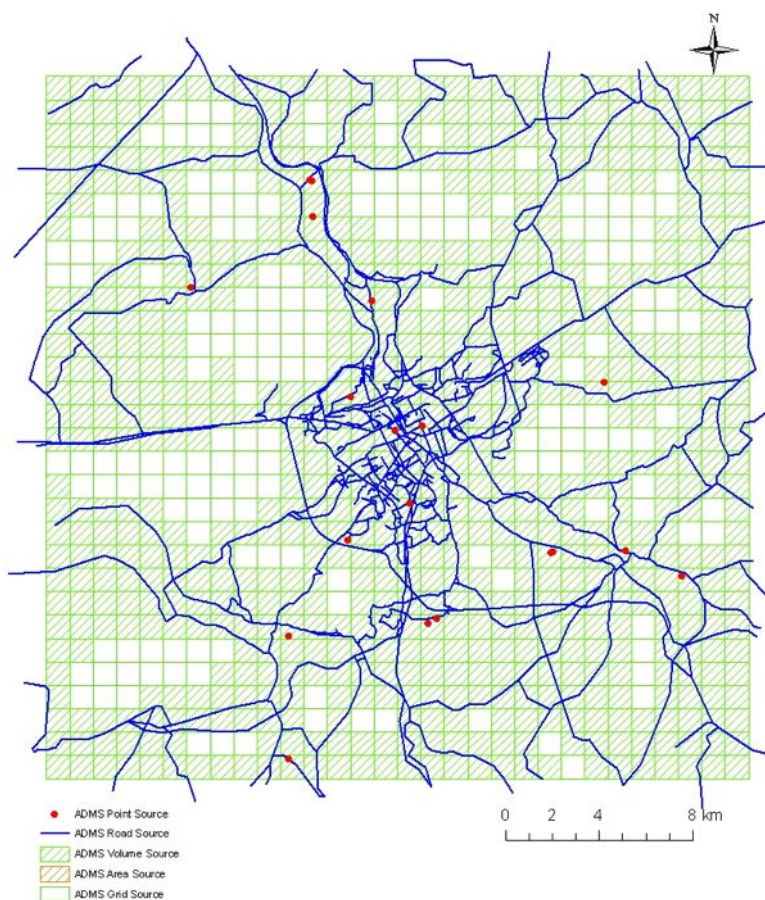 N
ADMS Point Source
ADMS Road Source
ADMS Volume Source
ADMS Area Source
ADMS Grid Source
0 2 4 8 km